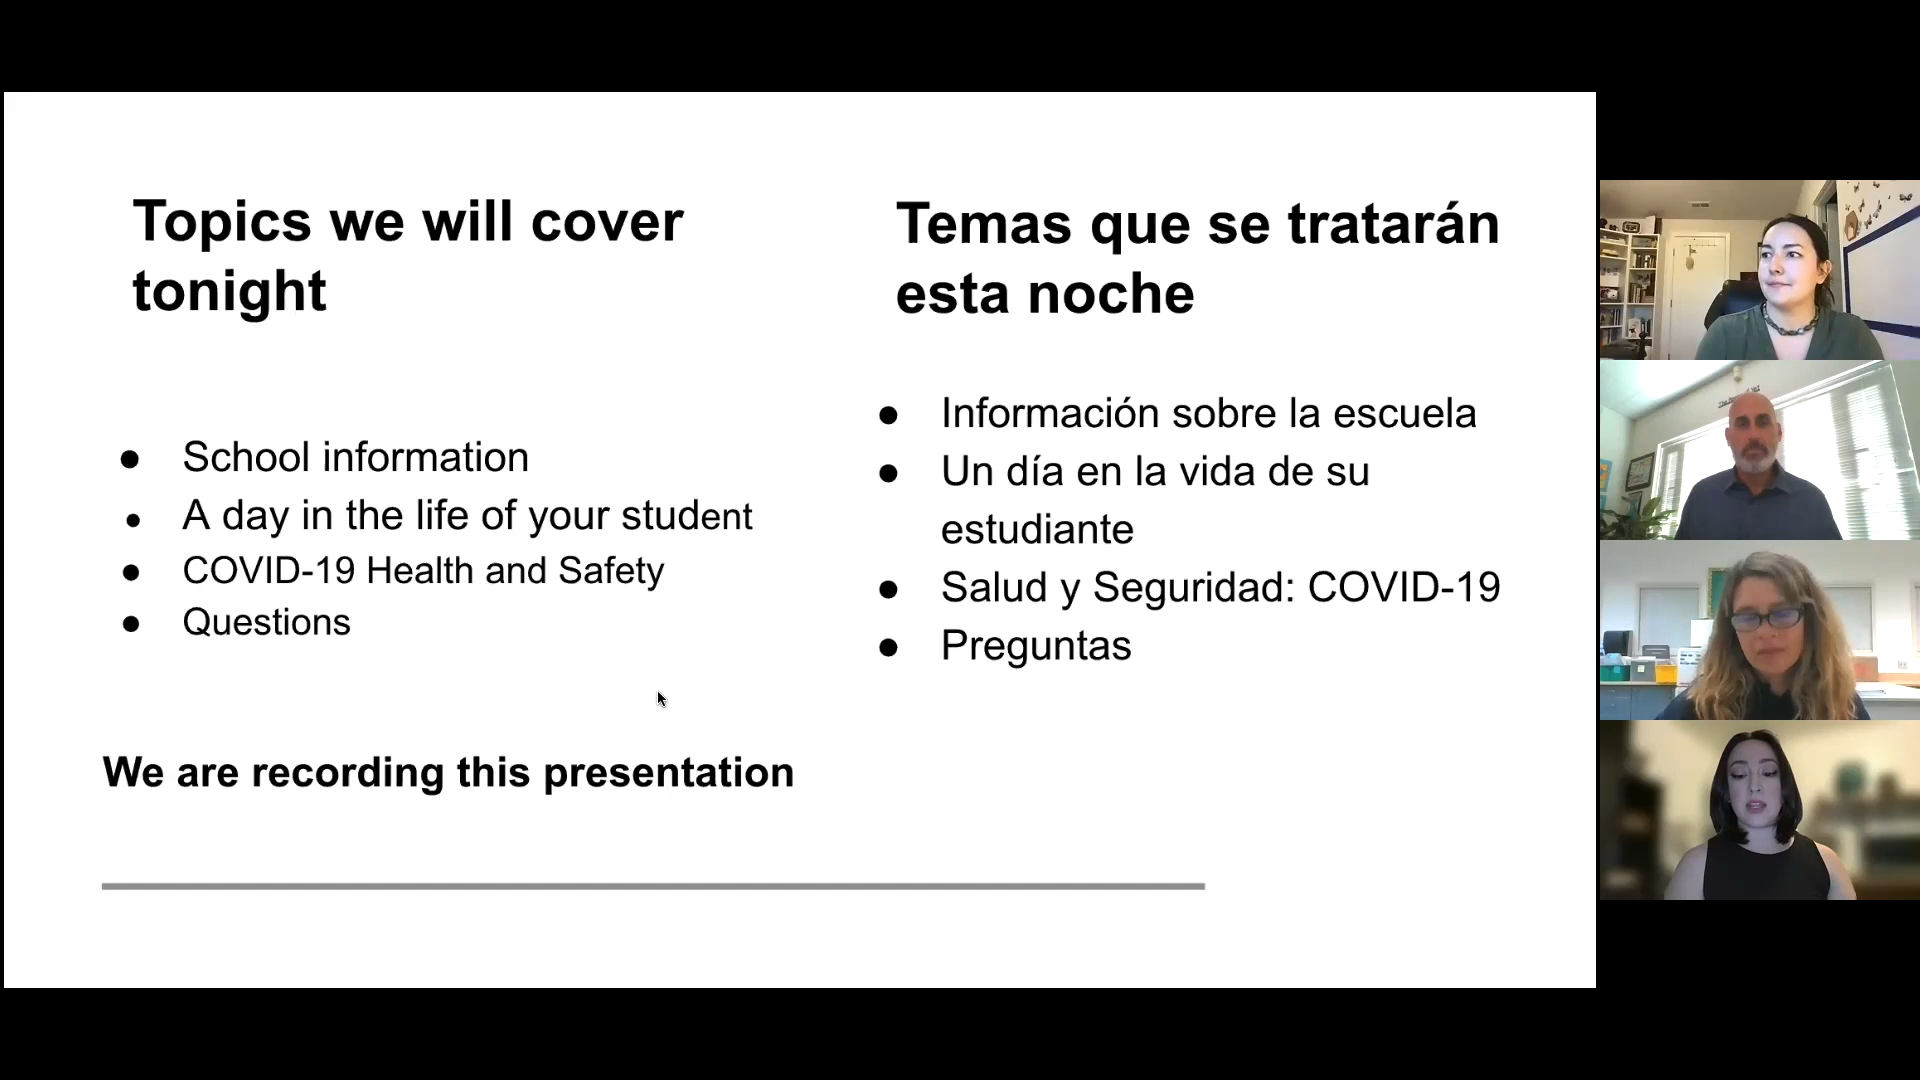 Topics we will cover
tonight
School information
A day in the life of your student
COVID-19 Health and Safety
Questions
We are recording this presentation
Temas que se tratarán
esta noche
Información sobre la escuela
Un día en la vida de su
estudiante
Salud y Seguridad: COVID-19
Preguntas